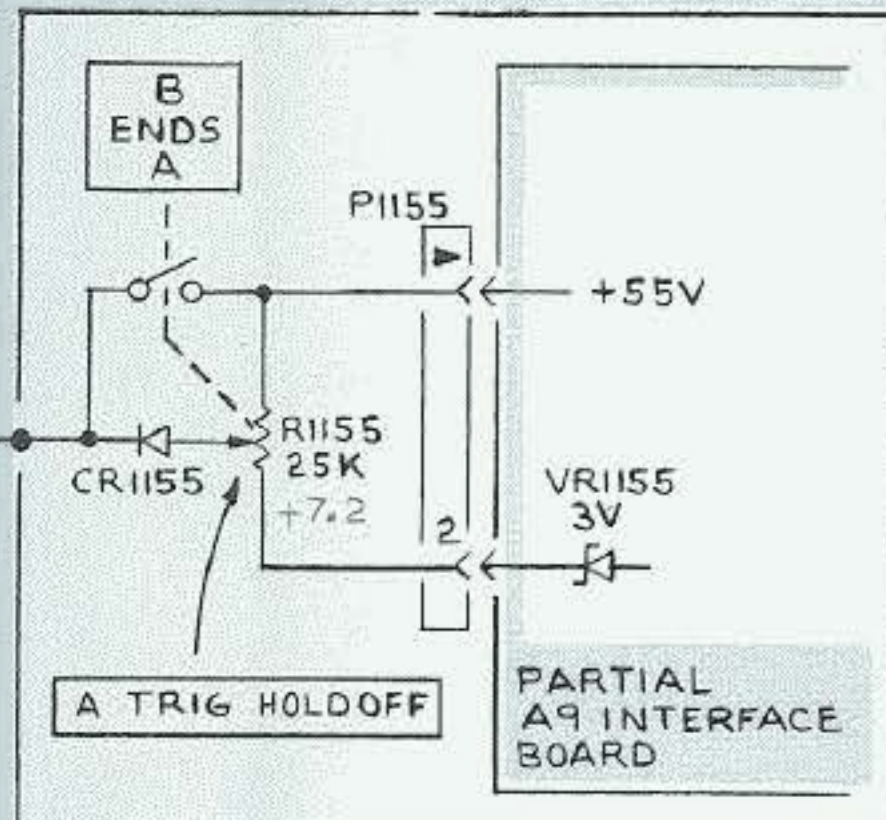 B
ENDS
A
P1155
+55V
R1155
25K
+7.2
CR1155
VR1155
3V
2
A TRIG HOLDOFF
PARTIAL
A9 INTERFACE
BOARD